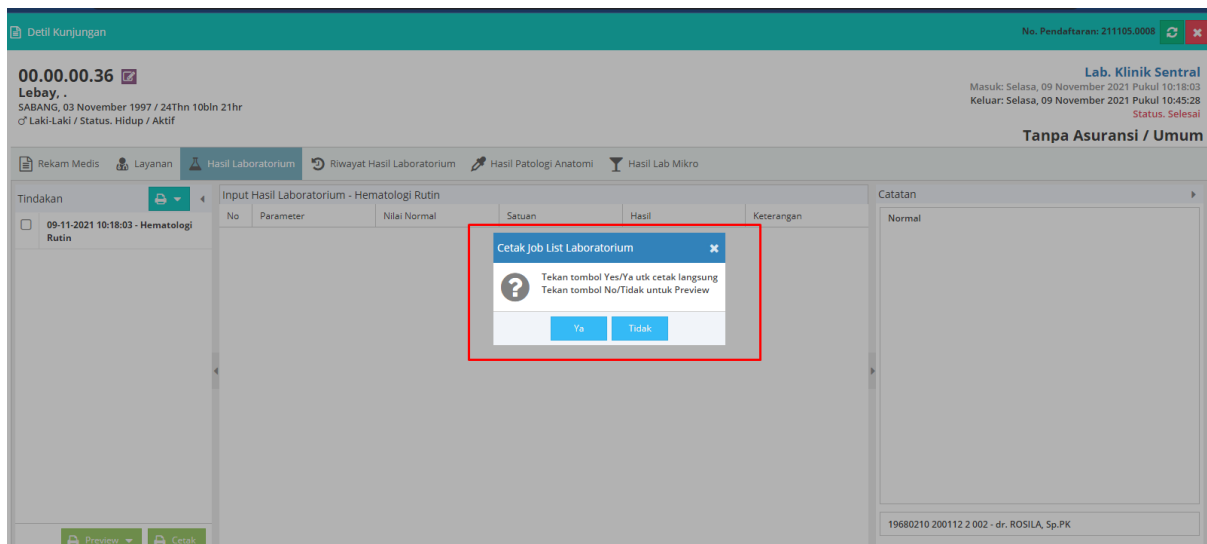 Detil Kunjungan
No. Pendaftaran: 211105.0008
00.00.00.36
Lebay, .
SABANG, 03 November 1997 / 24Thn 10bln 21hr
Laki-Laki / Status. Hidup / Aktif
Lab. Klinik Sentral
Masuk: Selasa, 09 November 2021 Pukul 10:18:03
Keluar: Selasa, 09 November 2021 Pukul 10:45:28
Status. Selesai
Tanpa Asuransi / Umum
Rekam Medis Layanan Hasil Laboratorium Riwayat Hasil Laboratorium Hasil Patologi Anatomi Hasil Lab Mikro
Tindakan
09-11-2021 10:18:03 - Hematologi
Rutin
Preview Cetak
Input Hasil Laboratorium - Hematologi Rutin
No Parameter Nilai Normal Satuan Hasil Keterangan
Cetak Job List Laboratorium
Tekan tombol Yes/Ya utk cetak langsung
Tekan tombol No/Tidak untuk Preview
Ya Tidak
Catatan
Normal
19680210 200112 2 002 - dr. ROSILA, Sp.PK